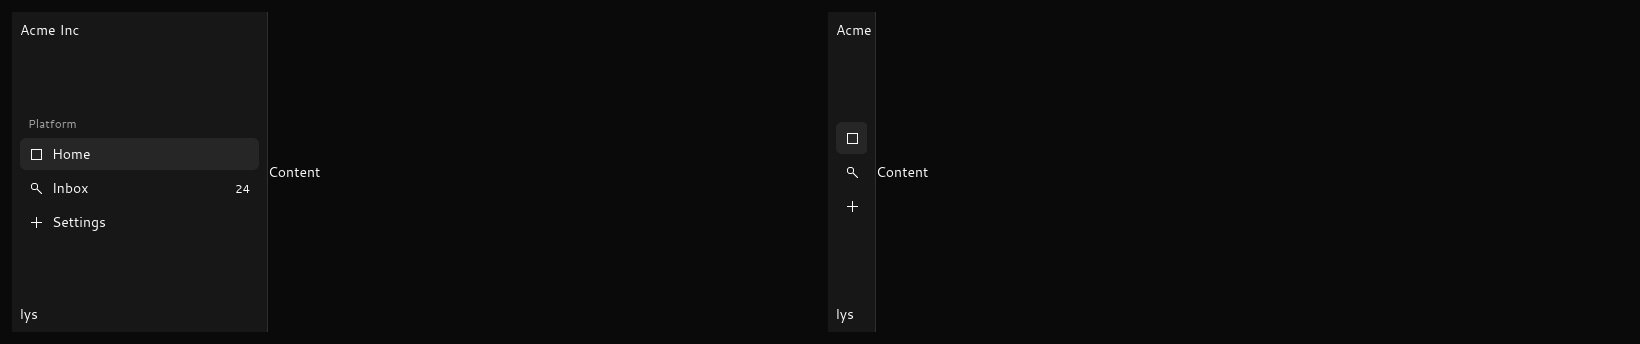 Acme Inc
Platform
Home
Inbox 24
Settings
lys
Content
Acme
lys
Content